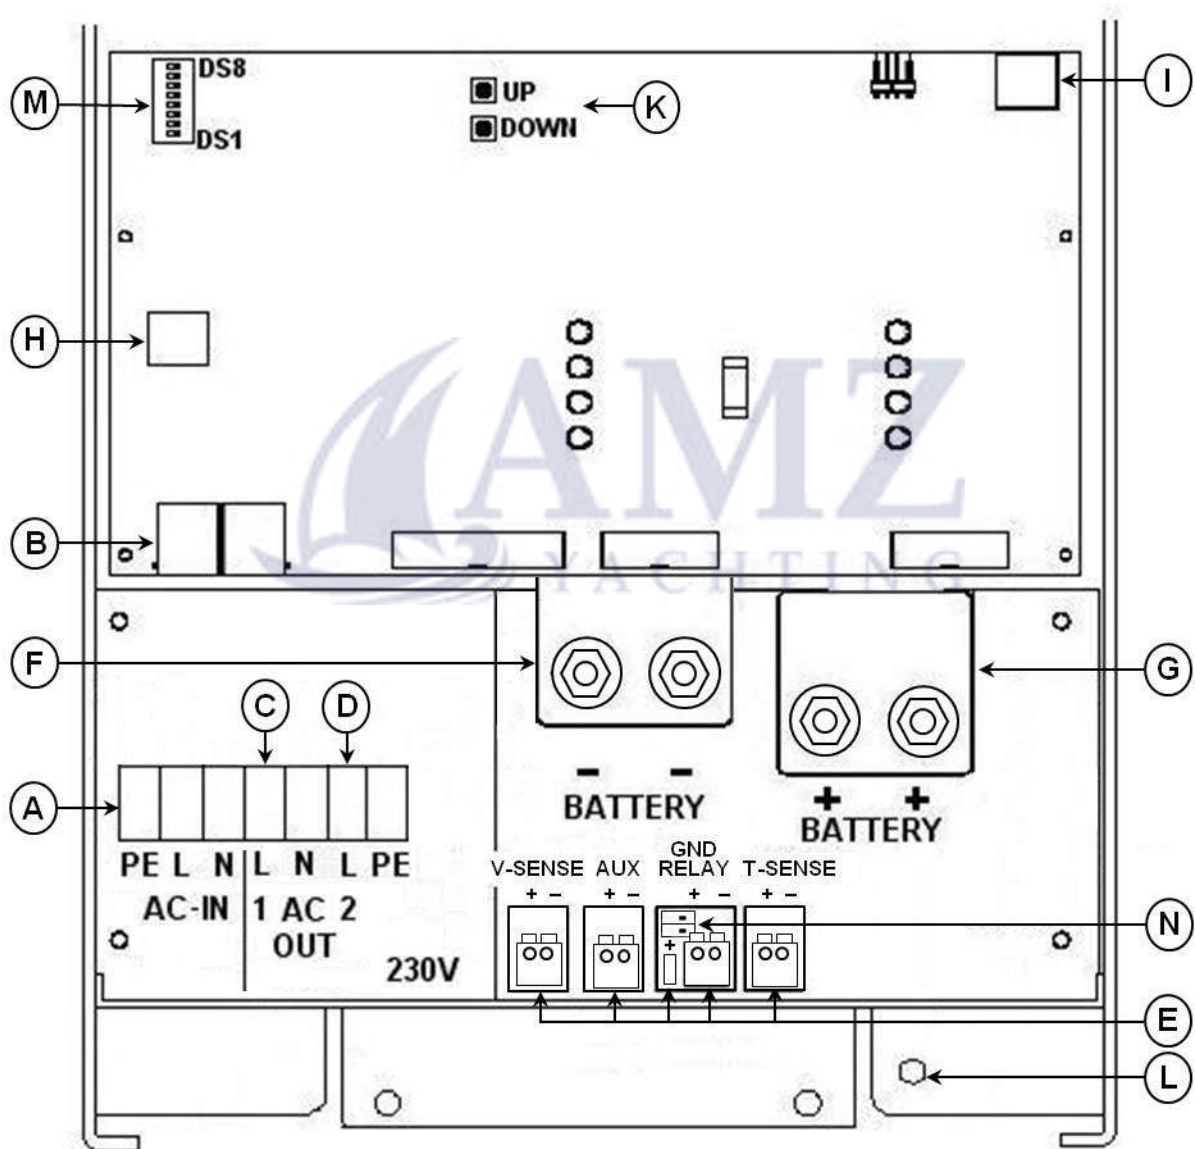 DS8
M
UP
K
I
DOWN
DS1
H
AMZ
B
YACHTING
F
G
C
D
A
- -
BATTERY
+ +
BATTERY
PE L N L N L PE
AC-IN
1 AC 2
OUT
230V
GND
V-SENSE AUX RELAY T-SENSE
+ - + - + - + -
N
+
E
L